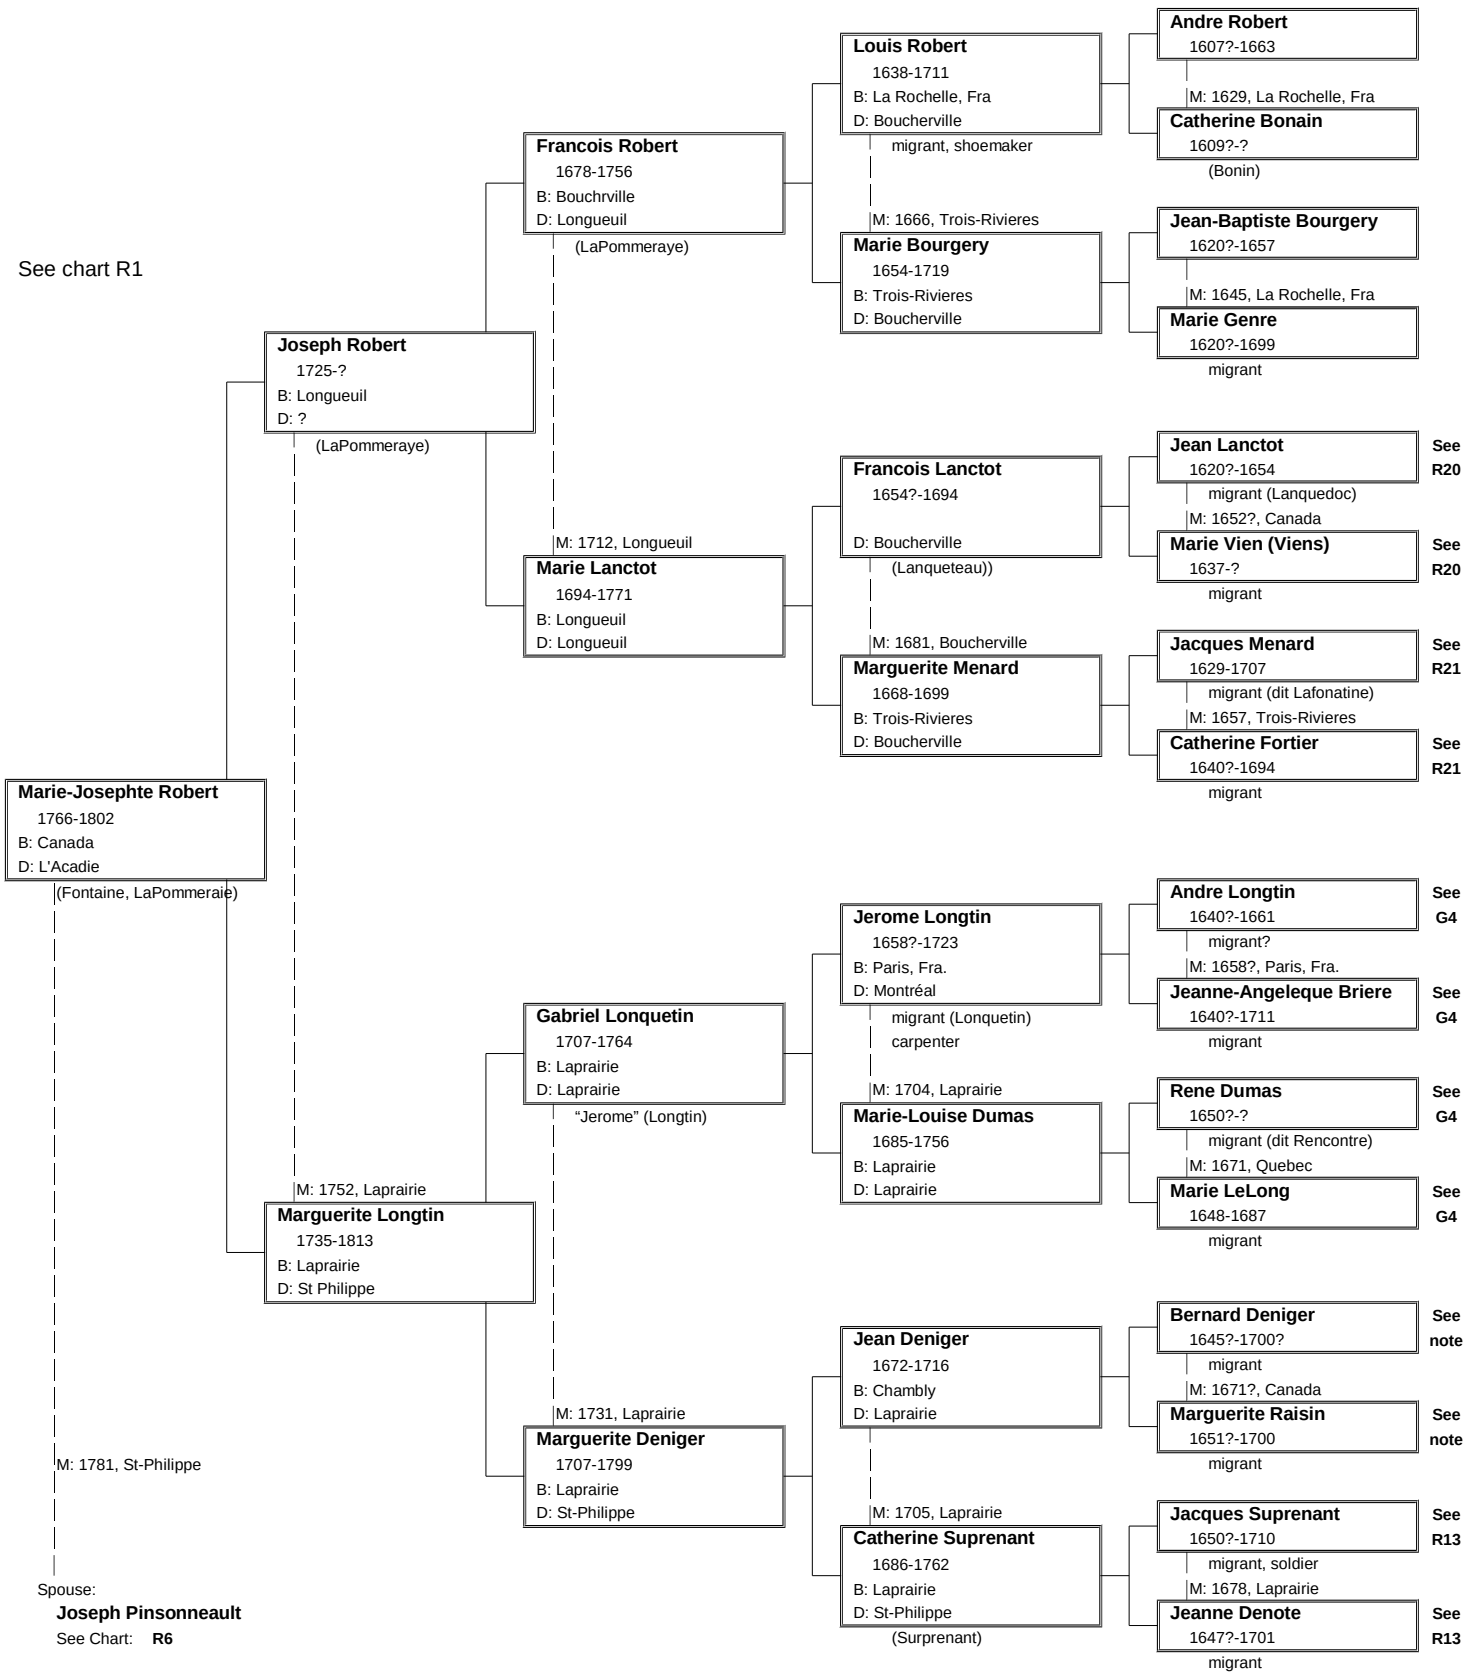 See chart R1
Marie-Josephte Robert
1766-1802
B: Canada
D: L'Acadie
(Fontaine, LaPommeraie)
M: 1781, St-Philippe
Spouse:
Joseph Pinsonneault
See Chart: R6
Joseph Robert
1725-?
B: Longueuil
D: ?
(LaPommeraye)
M: 1752, Laprairie
Marguerite Longtin
1735-1813
B: Laprairie
D: St Philippe
Francois Robert
1678-1756
B: Bouchrville
D: Longueuil
(LaPommeraye)
M: 1712, Longueuil
Marie Lanctot
1694-1771
B: Longueuil
D: Longueuil
Gabriel Lonquetin
1707-1764
B: Laprairie
D: Laprairie
“Jerome” (Longtin)
M: 1731, Laprairie
Marguerite Deniger
1707-1799
B: Laprairie
D: St-Philippe
Louis Robert
1638-1711
B: La Rochelle, Fra
D: Boucherville
migrant, shoemaker
M: 1666, Trois-Rivieres
Marie Bourgery
1654-1719
B: Trois-Rivieres
D: Boucherville
Francois Lanctot
1654?-1694
D: Boucherville
(Lanqueteau))
M: 1681, Boucherville
Marguerite Menard
1668-1699
B: Trois-Rivieres
D: Boucherville
Jerome Longtin
1658?-1723
B: Paris, Fra.
D: Montréal
migrant (Lonquetin)
carpenter
M: 1704, Laprairie
Marie-Louise Dumas
1685-1756
B: Laprairie
D: Laprairie
Jean Deniger
1672-1716
B: Chambly
D: Laprairie
M: 1705, Laprairie
Catherine Suprenant
1686-1762
B: Laprairie
D: St-Philippe
(Surprenant)
Andre Robert
1607?-1663
M: 1629, La Rochelle, Fra
Catherine Bonain
1609?-?
(Bonin)
Jean-Baptiste Bourgery
1620?-1657
M: 1645, La Rochelle, Fra
Marie Genre
1620?-1699
migrant
Jean Lanctot See
1620?-1654 R20
migrant (Lanquedoc)
M: 1652?, Canada
Marie Vien (Viens) See
1637-? R20
migrant
Jacques Menard See
1629-1707 R21
migrant (dit Lafonatine)
M: 1657, Trois-Rivieres
Catherine Fortier See
1640?-1694 R21
migrant
Andre Longtin See
1640?-1661 G4
migrant?
M: 1658?, Paris, Fra.
Jeanne-Angeleque Briere See
1640?-1711 G4
migrant
Rene Dumas See
1650?-? G4
migrant (dit Rencontre)
M: 1671, Quebec
Marie LeLong See
1648-1687 G4
migrant
Bernard Deniger See
1645?-1700? note
migrant
M: 1671?, Canada
Marguerite Raisin See
1651?-1700 note
migrant
Jacques Suprenant See
1650?-1710 R13
migrant, soldier
M: 1678, Laprairie
Jeanne Denote See
1647?-1701 R13
migrant